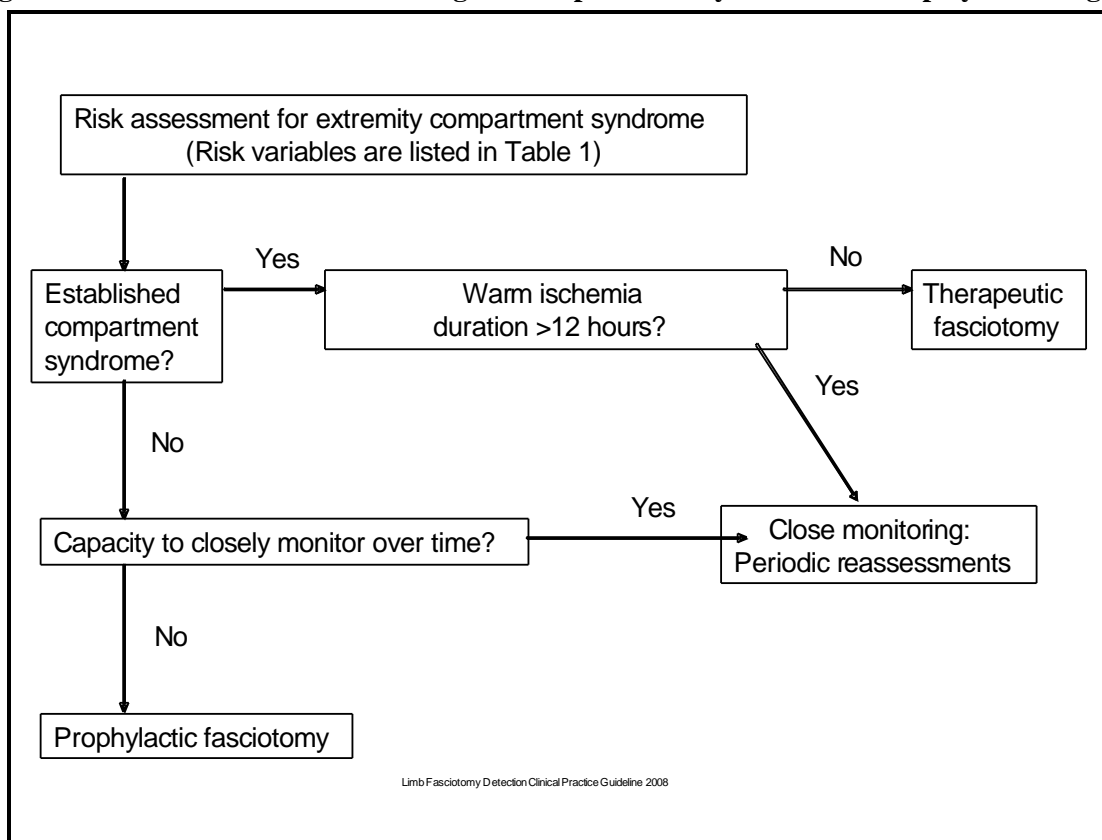 Risk assessment for extremity compartment syndrome
(Risk variables are listed in Table 1)
Yes
No
Established
compartment
syndrome?
Warm ischemia
duration >12 hours?
Therapeutic
fasciotomy
Yes
No
Yes
Capacity to closely monitor over time?
Close monitoring:
Periodic reassessments
No
Prophylactic fasciotomy
Limb Fasciotomy Detection Clinical Practice Guideline 2008